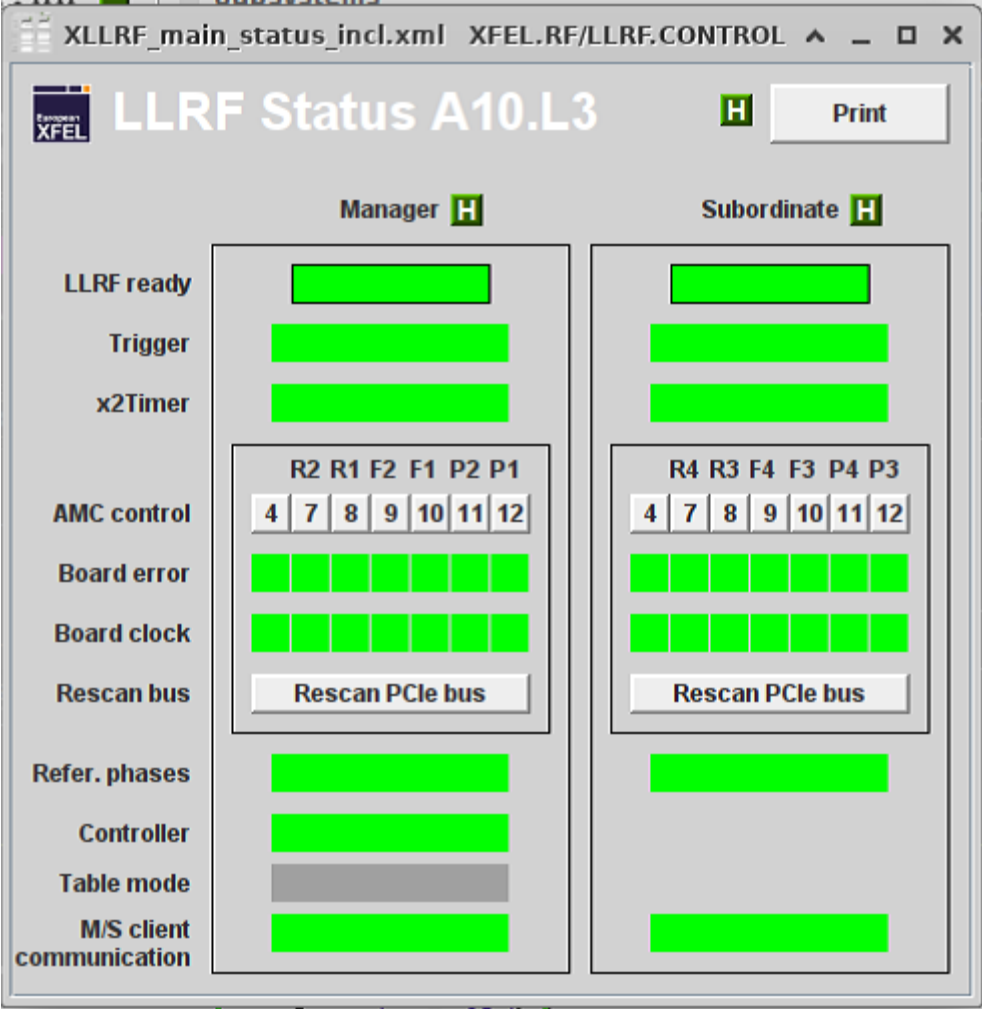 XLLRF_main_status_incl.xml XFEL.RF/LLRF.CONTROL
European
XFEL
LLRF Status A10.L3
H
Print
Manager H
Subordinate H
LLRF ready
Trigger
x2Timer
R2 R1 F2 F1 P2 P1
R4 R3 F4 F3 P4 P3
AMC control
4 7 8 9 10 11 12
4 7 8 9 10 11 12
Board error
Board clock
Rescan bus
Rescan PCIe bus
Rescan PCIe bus
Refer. phases
Controller
Table mode
M/S client
communication